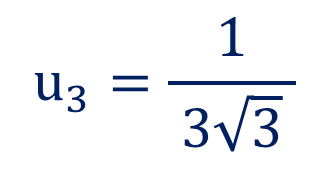 u₃ = 1 / (3√3)